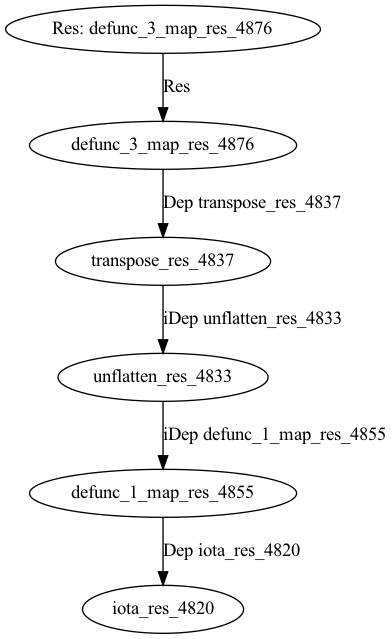 Res: defunc_3_map_res_4876
Res
defunc_3_map_res_4876
Dep transpose_res_4837
transpose_res_4837
iDep unflatten_res_4833
unflatten_res_4833
iDep defunc_1_map_res_4855
defunc_1_map_res_4855
Dep iota_res_4820
iota_res_4820